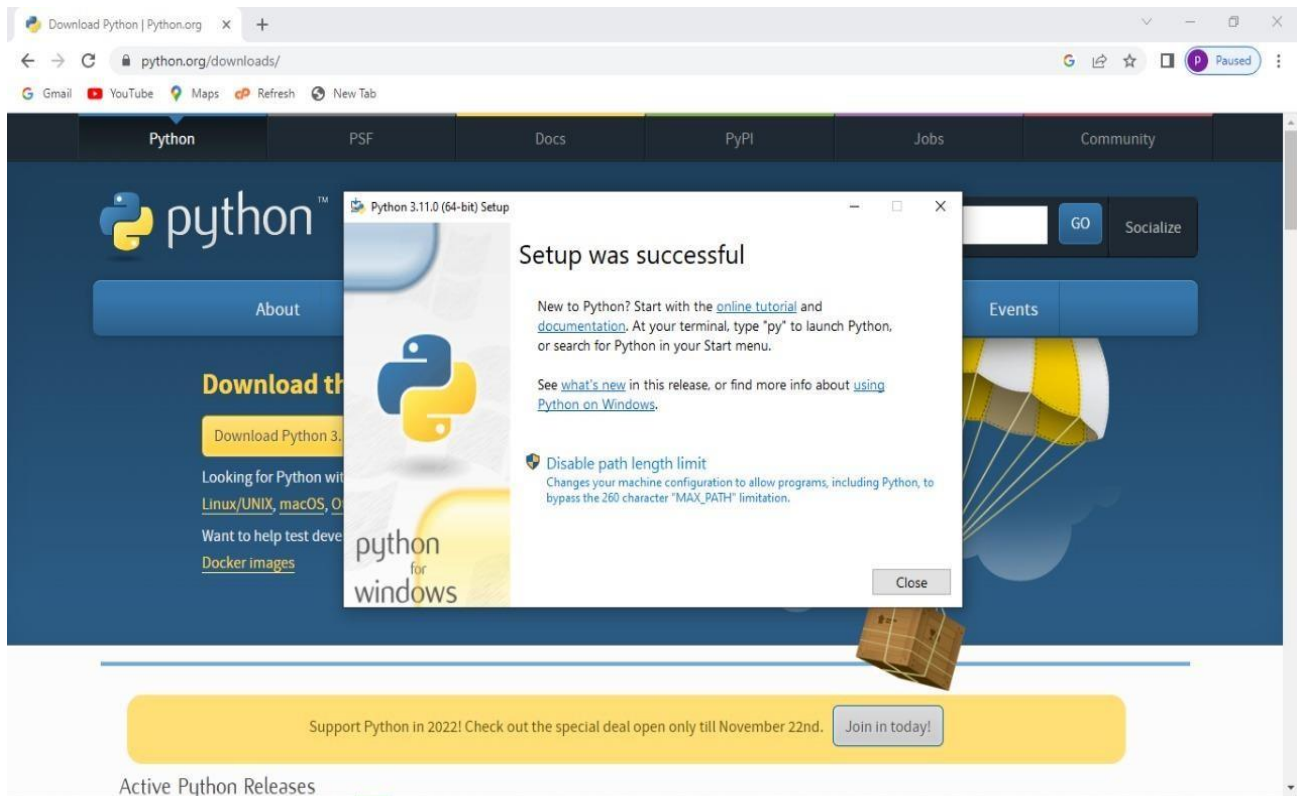 Download Python | Python.org
python.org/downloads/
P Paused
Gmail YouTube Maps Refresh New Tab
Python PSF Docs PyPI Jobs Community
python™
GO Socialize
About Events
Python 3.11.0 (64-bit) Setup
Setup was successful
New to Python? Start with the online tutorial and
documentation. At your terminal, type "py" to launch Python,
or search for Python in your Start menu.
See what's new in this release, or find more info about using
Python on Windows.
Disable path length limit
Changes your machine configuration to allow programs, including Python, to
bypass the 260 character "MAX_PATH" limitation.
Close
python
for
windows
Download th
Download Python 3.
Looking for Python wit
Linux/UNIX, macOS, O
Want to help test deve
Docker images
Support Python in 2022! Check out the special deal open only till November 22nd. Join in today!
Active Python Releases